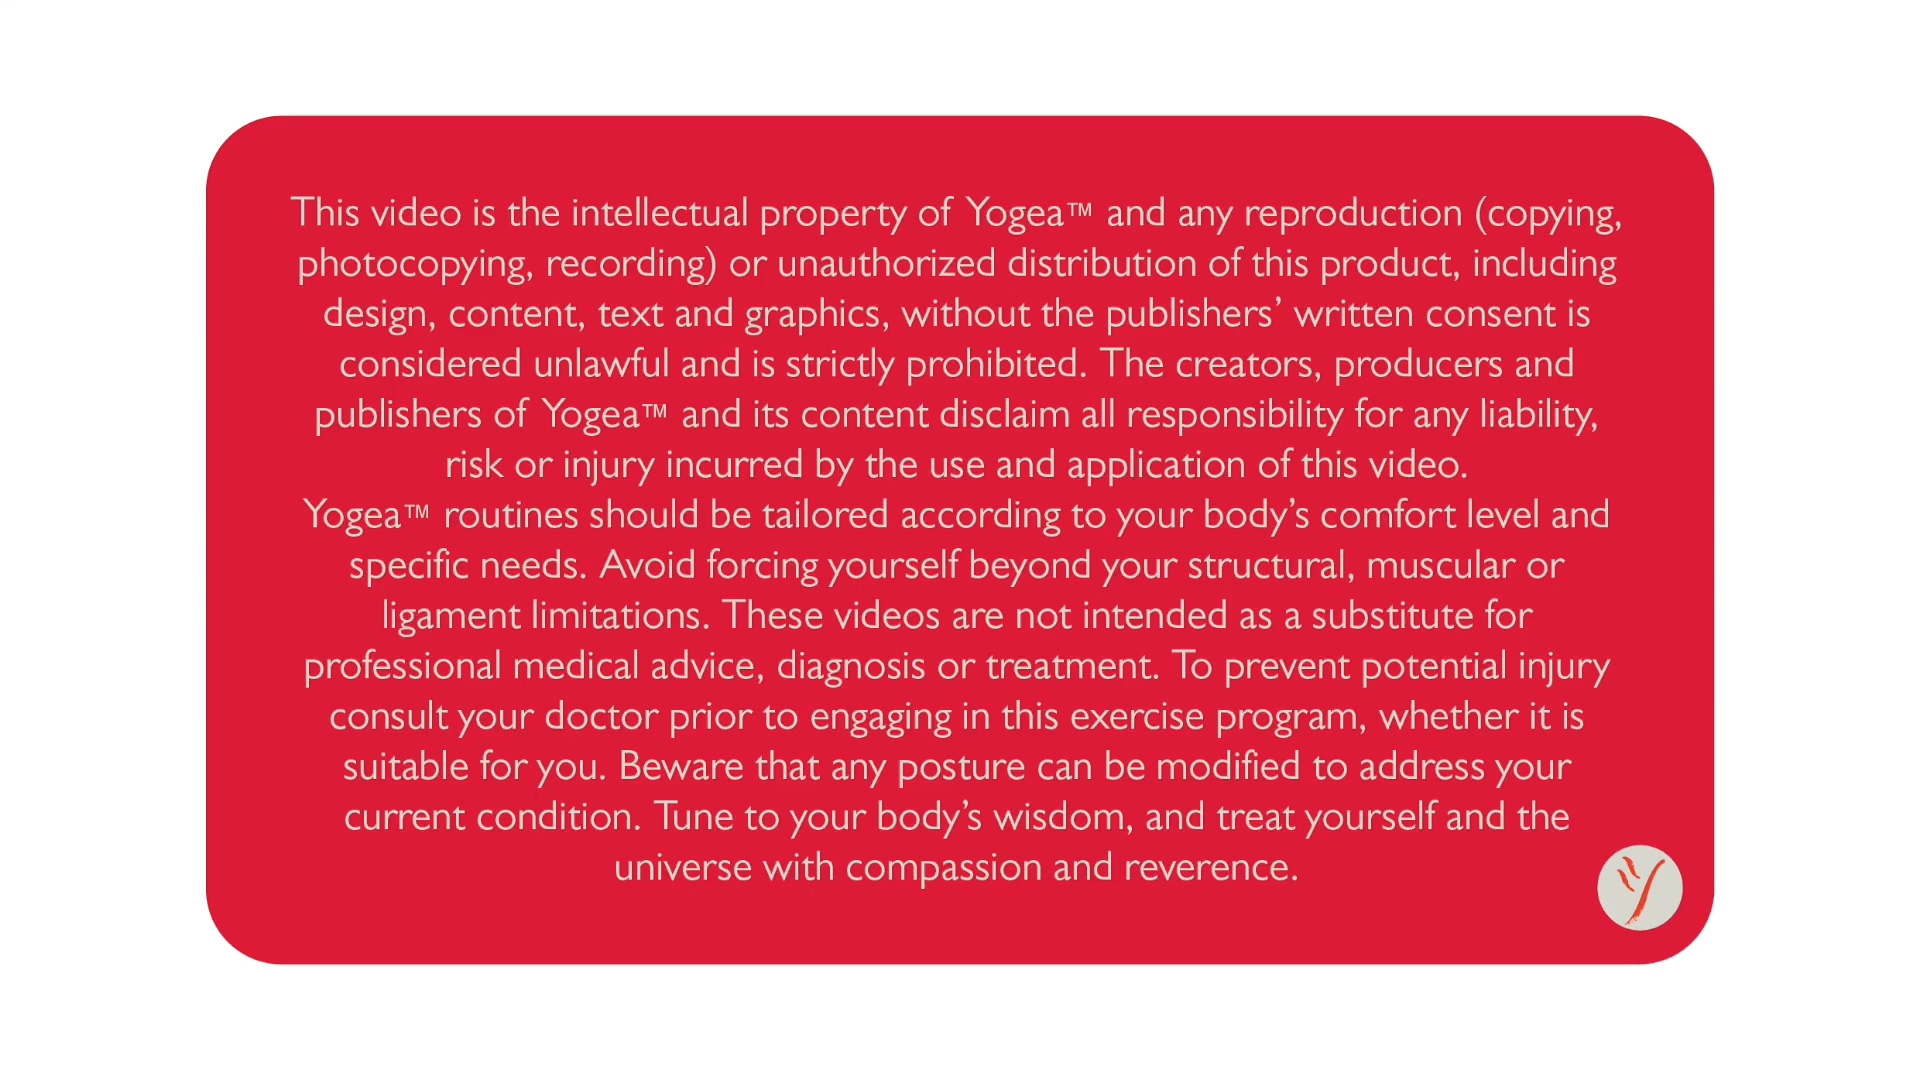 This video is the intellectual property of Yogea™ and any reproduction (copying,
photocopying, recording) or unauthorized distribution of this product, including
design, content, text and graphics, without the publishers’ written consent is
considered unlawful and is strictly prohibited. The creators, producers and
publishers of Yogea™ and its content disclaim all responsibility for any liability,
risk or injury incurred by the use and application of this video.
Yogea™ routines should be tailored according to your body’s comfort level and
specific needs. Avoid forcing yourself beyond your structural, muscular or
ligament limitations. These videos are not intended as a substitute for
professional medical advice, diagnosis or treatment. To prevent potential injury
consult your doctor prior to engaging in this exercise program, whether it is
suitable for you. Beware that any posture can be modified to address your
current condition. Tune to your body’s wisdom, and treat yourself and the
universe with compassion and reverence.